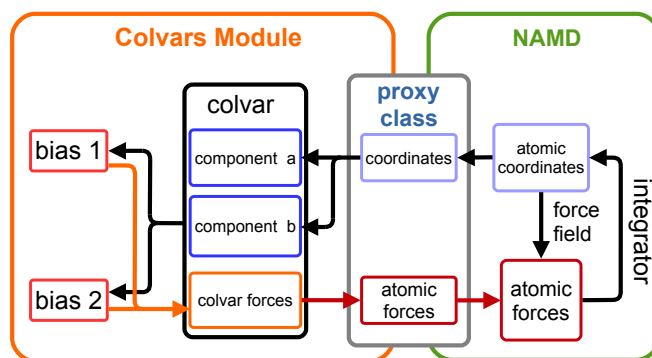 Colvars Module
NAMD
colvar
proxy
class
bias 1
component a
coordinates
atomic
coordinates
component b
force
field
integrator
bias 2
colvar forces
atomic
forces
atomic
forces